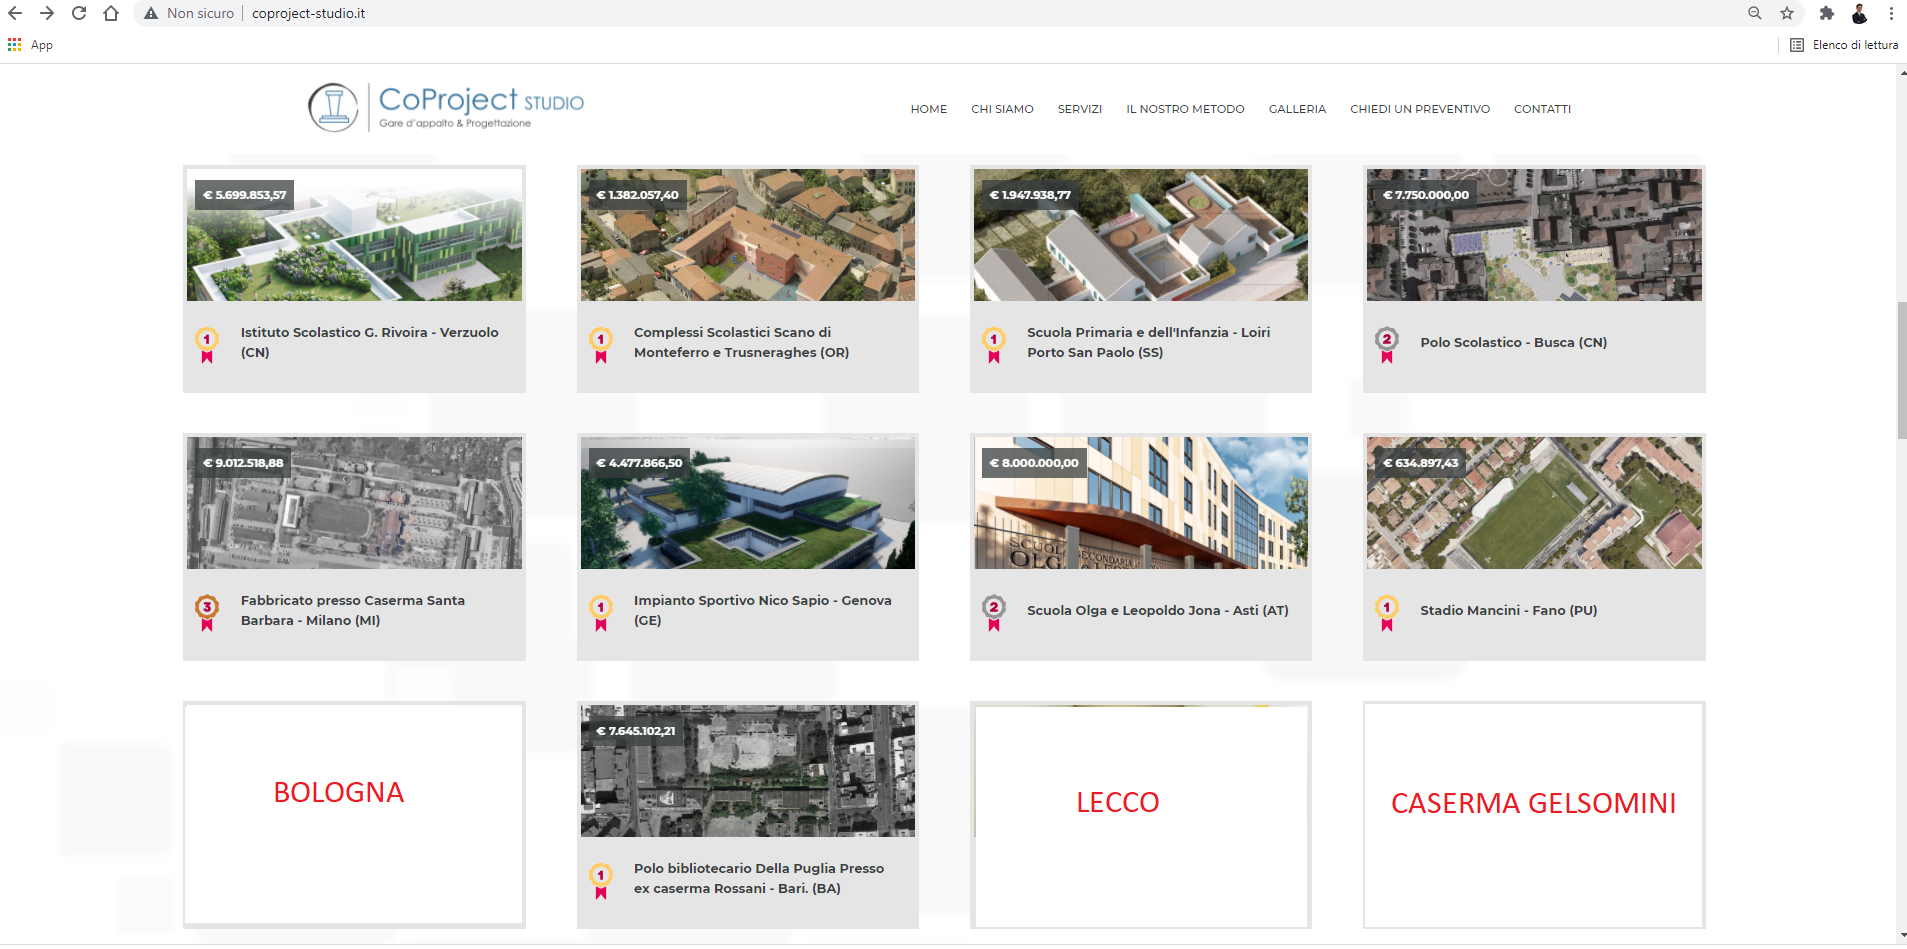 Non sicuro
coproject-studio.it
App
Elenco di lettura
CoProject STUDIO
Gare d'appalto & Progettazione
HOME
CHI SIAMO
SERVIZI
IL NOSTRO METODO
GALLERIA
CHIEDI UN PREVENTIVO
CONTATTI
€ 5.699.853,57
€ 1.382.057,40
€ 1.947.938,77
€ 7.750.000,00
1
Istituto Scolastico G. Rivoira - Verzuolo
(CN)
1
Complessi Scolastici Scano di
Monteferro e Trusneraghes (OR)
1
Scuola Primaria e dell'Infanzia - Loiri
Porto San Paolo (SS)
2
Polo Scolastico - Busca (CN)
€ 9.012.518,88
€ 4.477.866,50
€ 8.000.000,00
€ 634.897,43
SCUOLA
OLGA
SECONDARIA
3
Fabbricato presso Caserma Santa
Barbara - Milano (MI)
1
Impianto Sportivo Nico Sapio - Genova
(GE)
2
Scuola Olga e Leopoldo Jona - Asti (AT)
1
Stadio Mancini - Fano (PU)
BOLOGNA
€ 7.645.102,21
1
Polo bibliotecario Della Puglia Presso
ex caserma Rossani - Bari. (BA)
LECCO
CASERMA GELSOMINI